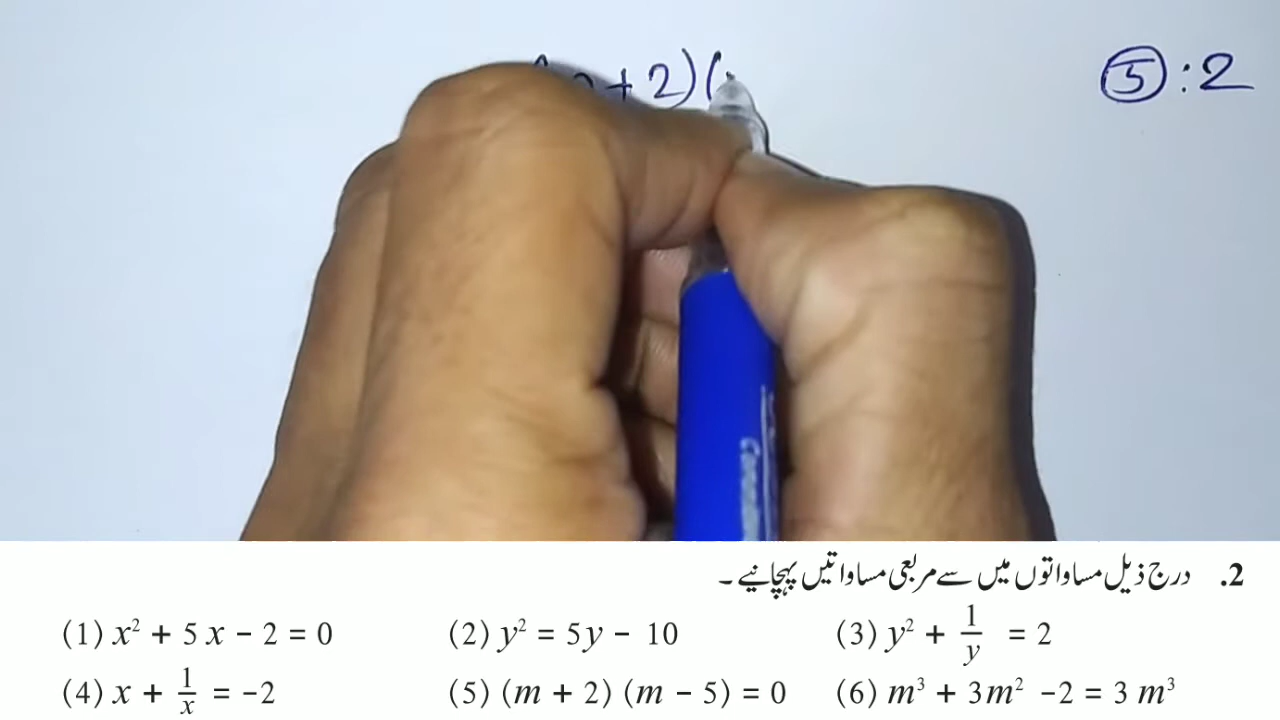 + 2)(
5 : 2
2. درج ذیل مساواتوں میں سے مربعی مساواتیں پہچانیے ۔
(1) x² + 5x − 2 = 0 (2) y² = 5y − 10 (3) y² + 1/y = 2
(4) x + 1/x = −2 (5) (m + 2) (m − 5) = 0 (6) m³ + 3m² −2 = 3m³